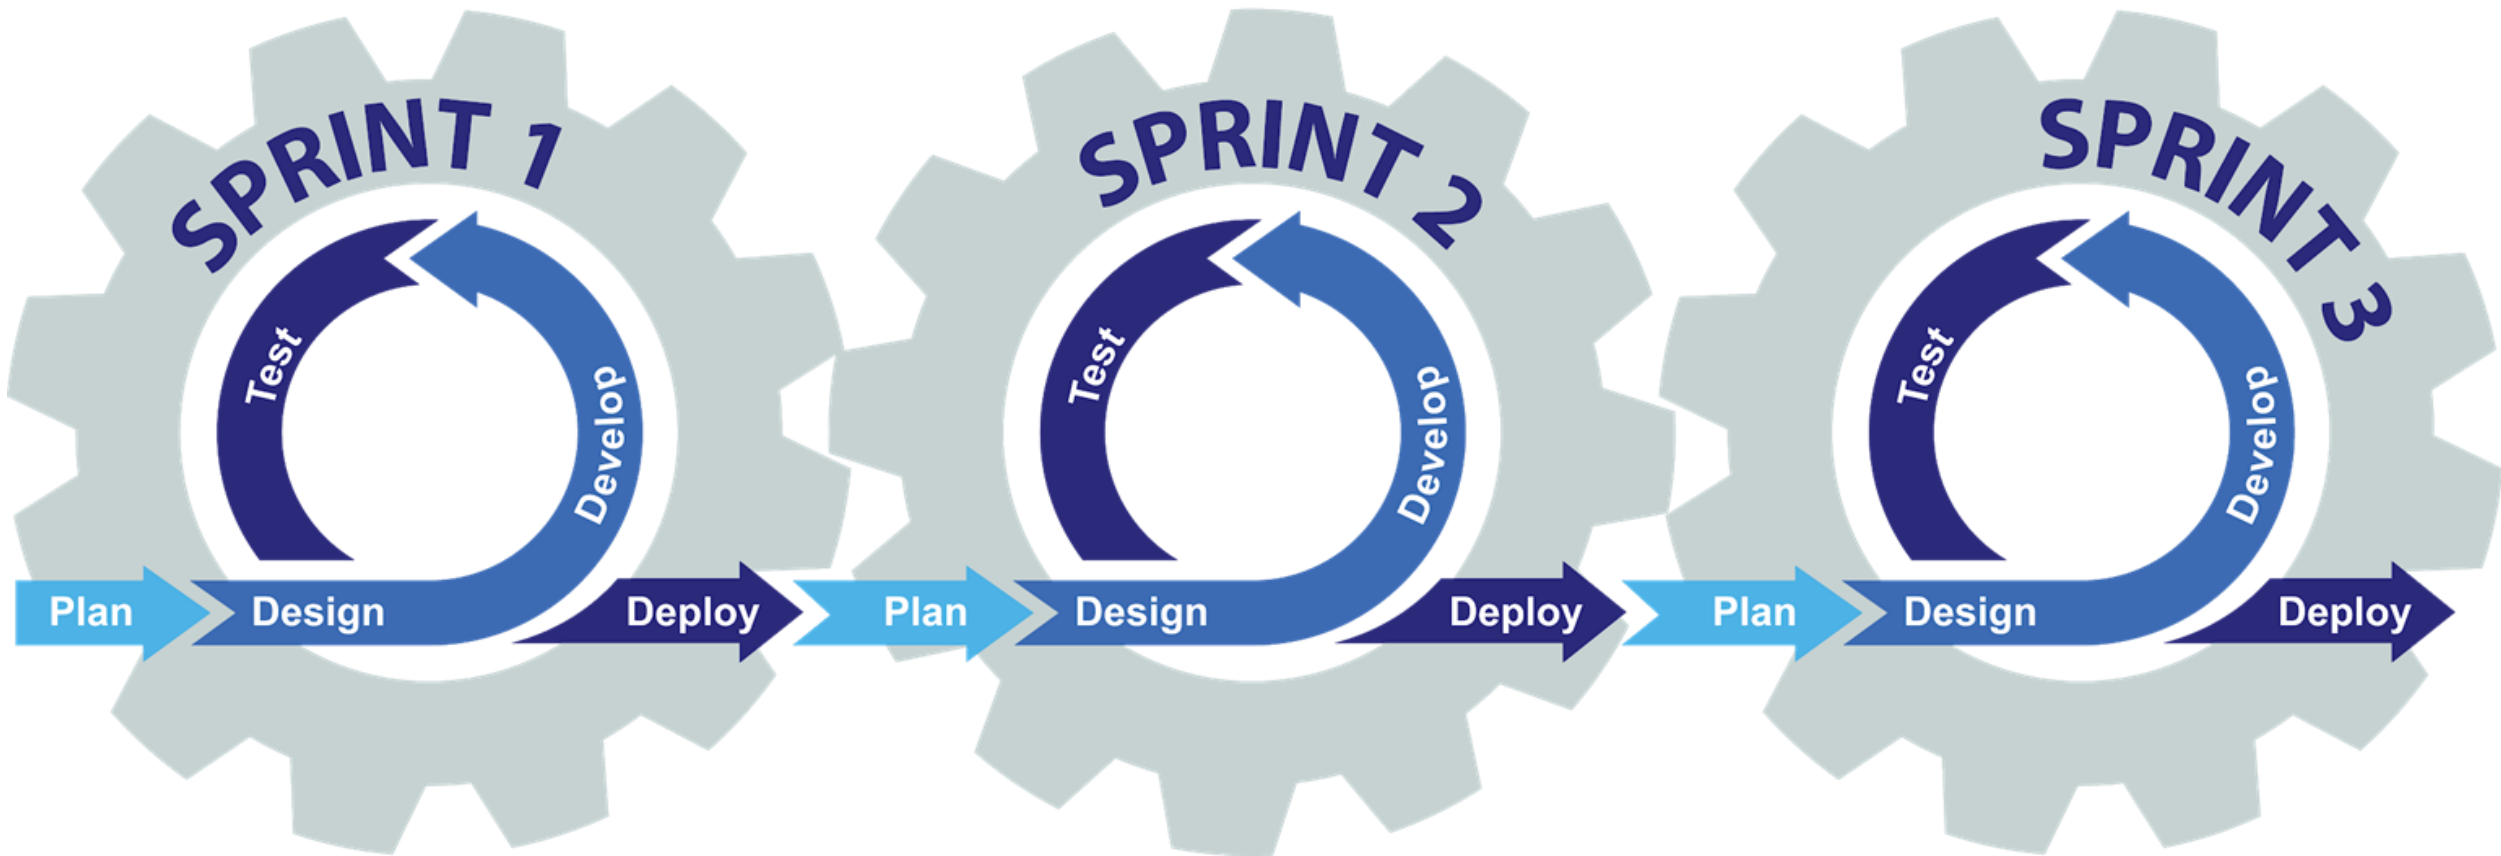 SPRINT 1
Test
Develop
Plan
Design
Deploy
SPRINT 2
Test
Develop
Plan
Design
Deploy
SPRINT 3
Test
Develop
Plan
Design
Deploy